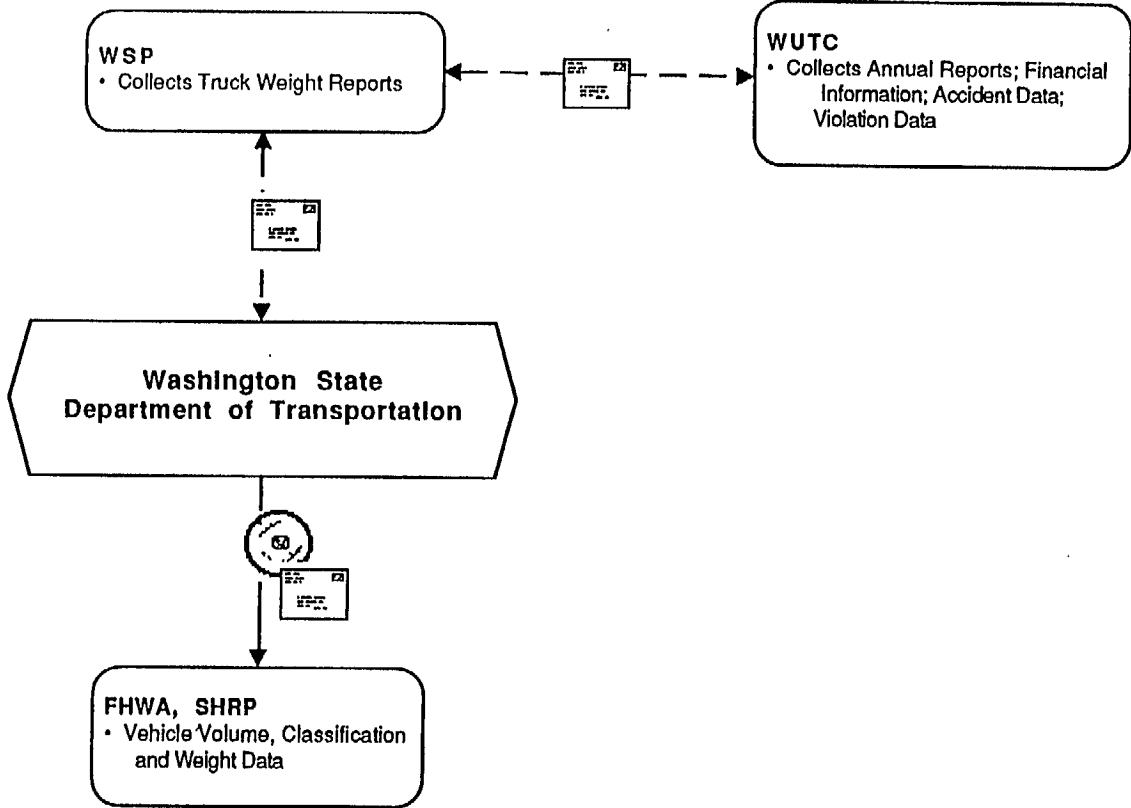 WSP
• Collects Truck Weight Reports
WUTC
• Collects Annual Reports; Financial
Information; Accident Data;
Violation Data
Washington State
Department of Transportation
FHWA, SHRP
• Vehicle Volume, Classification
and Weight Data